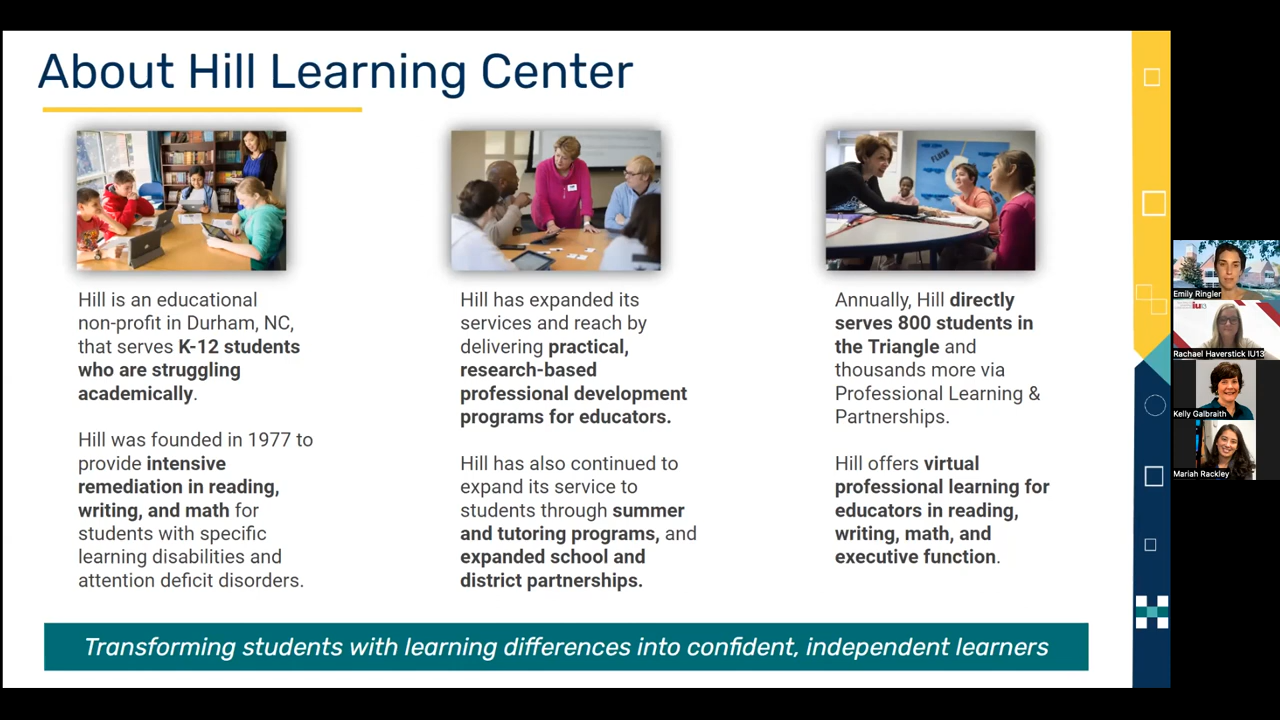 About Hill Learning Center
Hill is an educational
non-profit in Durham, NC,
that serves K-12 students
who are struggling
academically.
Hill was founded in 1977 to
provide intensive
remediation in reading,
writing, and math for
students with specific
learning disabilities and
attention deficit disorders.
Hill has expanded its
services and reach by
delivering practical,
research-based
professional development
programs for educators.
Hill has also continued to
expand its service to
students through summer
and tutoring programs, and
expanded school and
district partnerships.
Annually, Hill directly
serves 800 students in
the Triangle and
thousands more via
Professional Learning &
Partnerships.
Hill offers virtual
professional learning for
educators in reading,
writing, math, and
executive function.
Transforming students with learning differences into confident, independent learners
Emily Ringler
Rachael Haverstick IU13
Kelly Galbraith
Mariah Rackley